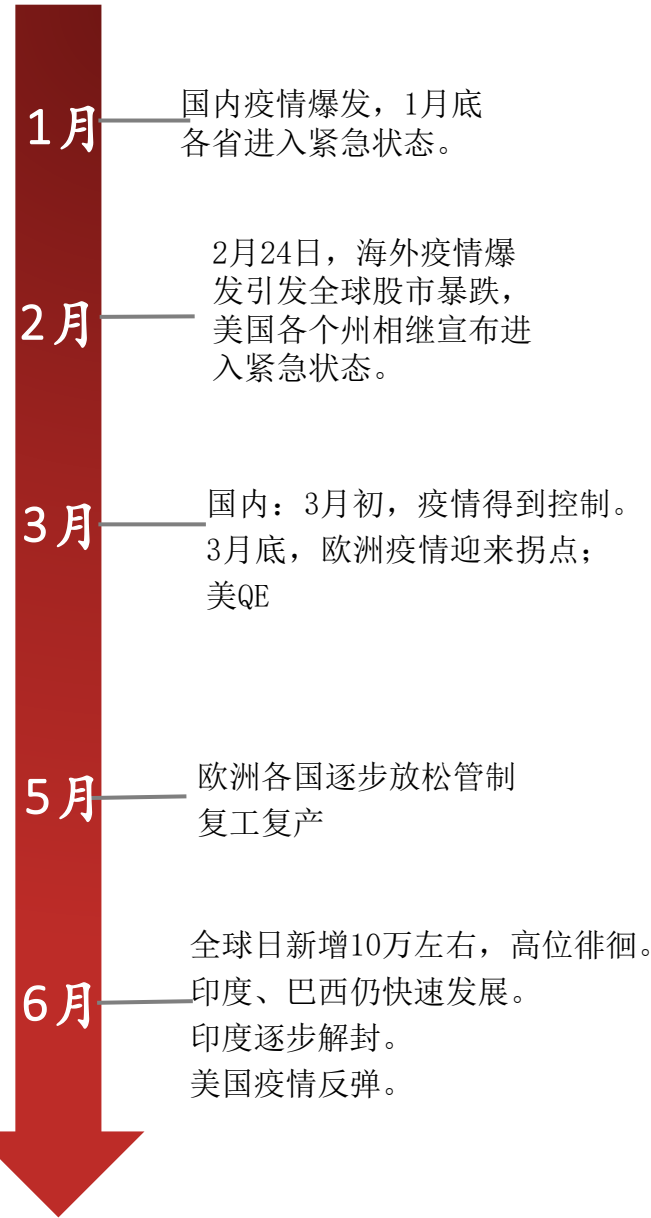 1月
国内疫情爆发，1月底
各省进入紧急状态。
2月
2月24日，海外疫情爆
发引发全球股市暴跌，
美国各个州相继宣布进
入紧急状态。
3月
国内：3月初，疫情得到控制。
3月底，欧洲疫情迎来拐点；
美QE
5月
欧洲各国逐步放松管制
复工复产
6月
全球日新增10万左右，高位徘徊。
印度、巴西仍快速发展。
印度逐步解封。
美国疫情反弹。